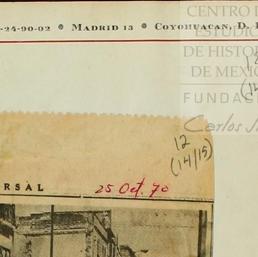 CENTRO D
ESTUDIO
DE HISTOR
DE MEXIC
FUNDAC
Carlos
-24-90-02 * MADRID 13 * COYOHUACAN, D.
12
(14/15)
RSAL
25 Oct. 70